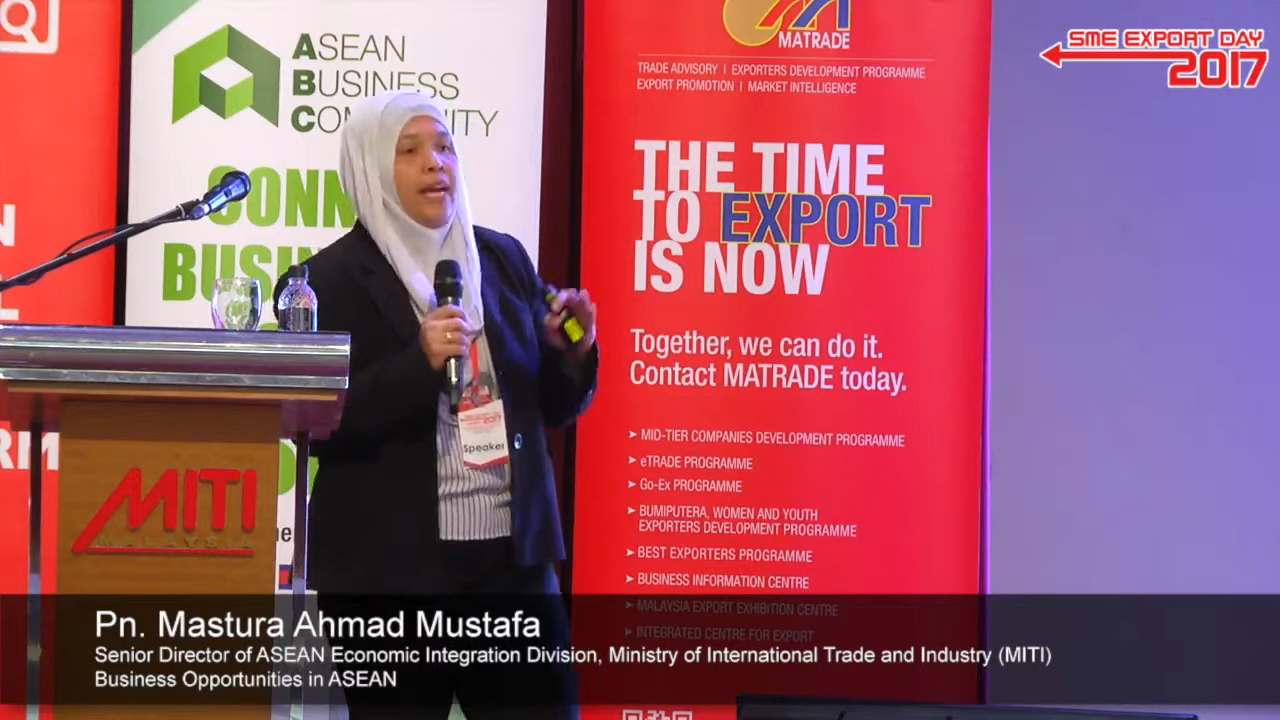 SME EXPORT DAY
2017
ASEAN
BUSINESS
CONN
BUSIN
MATRADE
TRADE ADVISORY | EXPORTERS DEVELOPMENT PROGRAMME
EXPORT PROMOTION | MARKET INTELLIGENCE
THE TIME
TO EXPORT
IS NOW
Together, we can do it.
Contact MATRADE today.
➤ MID-TIER COMPANIES DEVELOPMENT PROGRAMME
➤ eTRADE PROGRAMME
➤ Go-Ex PROGRAMME
➤ BUMIPUTERA, WOMEN AND YOUTH
EXPORTERS DEVELOPMENT PROGRAMME
➤ BEST EXPORTERS PROGRAMME
➤ BUSINESS INFORMATION CENTRE
➤ MALAYSIA EXPORT EXHIBITION CENTRE
➤ INTEGRATED CENTRE FOR EXPORT
Speaker
MITI
MALAYSIA
Pn. Mastura Ahmad Mustafa
Senior Director of ASEAN Economic Integration Division, Ministry of International Trade and Industry (MITI)
Business Opportunities in ASEAN